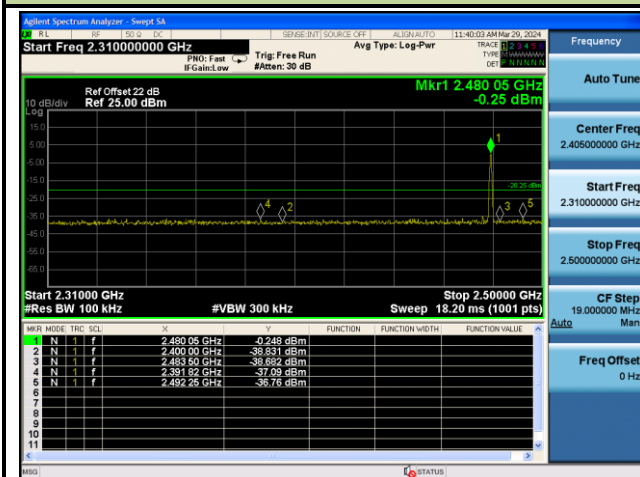 Agilent Spectrum Analyzer - Swept SA
RL RF 50 Ω DC SENSE:INT SOURCE OFF ALIGN AUTO 11:40:03 AM Mar 29, 2024
Start Freq 2.310000000 GHz
PNO: Fast
IFGain:Low
Trig: Free Run
#Atten: 30 dB
Avg Type: Log-Pwr
TRACE 1 2 3 4 5 6
TYPE MWWWWW
DET P N N N N N
Frequency
Auto Tune
Center Freq
2.405000000 GHz
Start Freq
2.310000000 GHz
Stop Freq
2.500000000 GHz
CF Step
19.000000 MHz
Auto Man
Freq Offset
0 Hz
Mkr1 2.480 05 GHz
-0.25 dBm
Ref Offset 22 dB
10 dB/div Ref 25.00 dBm
Log
15.0
5.00
-5.00
-15.0
-25.0
-35.0
-45.0
-55.0
-65.0
1
-20.25 dBm
4 2 3 5
Start 2.31000 GHz Stop 2.50000 GHz
#Res BW 100 kHz #VBW 300 kHz Sweep 18.20 ms (1001 pts)
MKR MODE TRC SCL X Y FUNCTION FUNCTION WIDTH FUNCTION VALUE
1 N 1 f 2.480 05 GHz -0.248 dBm
2 N 1 f 2.400 00 GHz -38.831 dBm
3 N 1 f 2.483 50 GHz -38.682 dBm
4 N 1 f 2.391 82 GHz -37.09 dBm
5 N 1 f 2.492 25 GHz -36.76 dBm
6
7
8
9
10
11
MSG STATUS